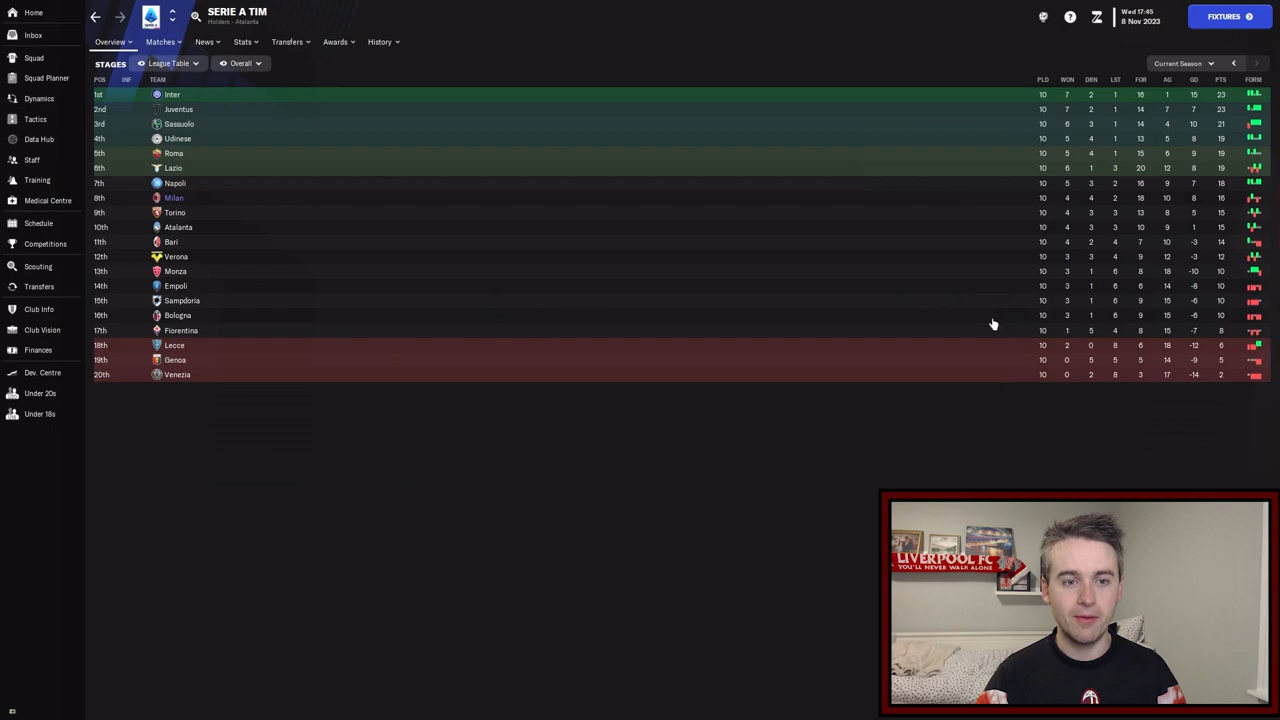 Home
SERIE A TIM
Holders - Atalanta
Wed 17:45
8 Nov 2023
FIXTURES
Inbox
Overview Matches News Stats Transfers Awards History
Squad
STAGES League Table Overall Current Season
Squad Planner
POS INF TEAM PLD WON DRN LST FOR AG GD PTS FORM
Dynamics
Tactics
Data Hub
Staff
Training
Medical Centre
Schedule
Competitions
Scouting
Transfers
Club Info
Club Vision
Finances
Dev. Centre
Under 20s
Under 18s
1st Inter 10 7 2 1 16 1 15 23
2nd Juventus 10 7 2 1 14 7 7 23
3rd Sassuolo 10 6 3 1 14 4 10 21
4th Udinese 10 5 4 1 13 5 8 19
5th Roma 10 5 4 1 15 6 9 19
6th Lazio 10 6 1 3 20 12 8 19
7th Napoli 10 5 3 2 16 9 7 18
8th Milan 10 4 4 2 18 10 8 16
9th Torino 10 4 3 3 13 8 5 15
10th Atalanta 10 4 3 3 10 9 1 15
11th Bari 10 4 2 4 7 10 -3 14
12th Verona 10 3 3 4 9 12 -3 12
13th Monza 10 3 1 6 8 18 -10 10
14th Empoli 10 3 1 6 6 14 -8 10
15th Sampdoria 10 3 1 6 9 15 -6 10
16th Bologna 10 3 1 6 9 15 -6 10
17th Fiorentina 10 1 5 4 8 15 -7 8
18th Lecce 10 2 0 8 6 18 -12 6
19th Genoa 10 0 5 5 5 14 -9 5
20th Venezia 10 0 2 8 3 17 -14 2
LIVERPOOL FC
YOU'LL NEVER WALK ALONE